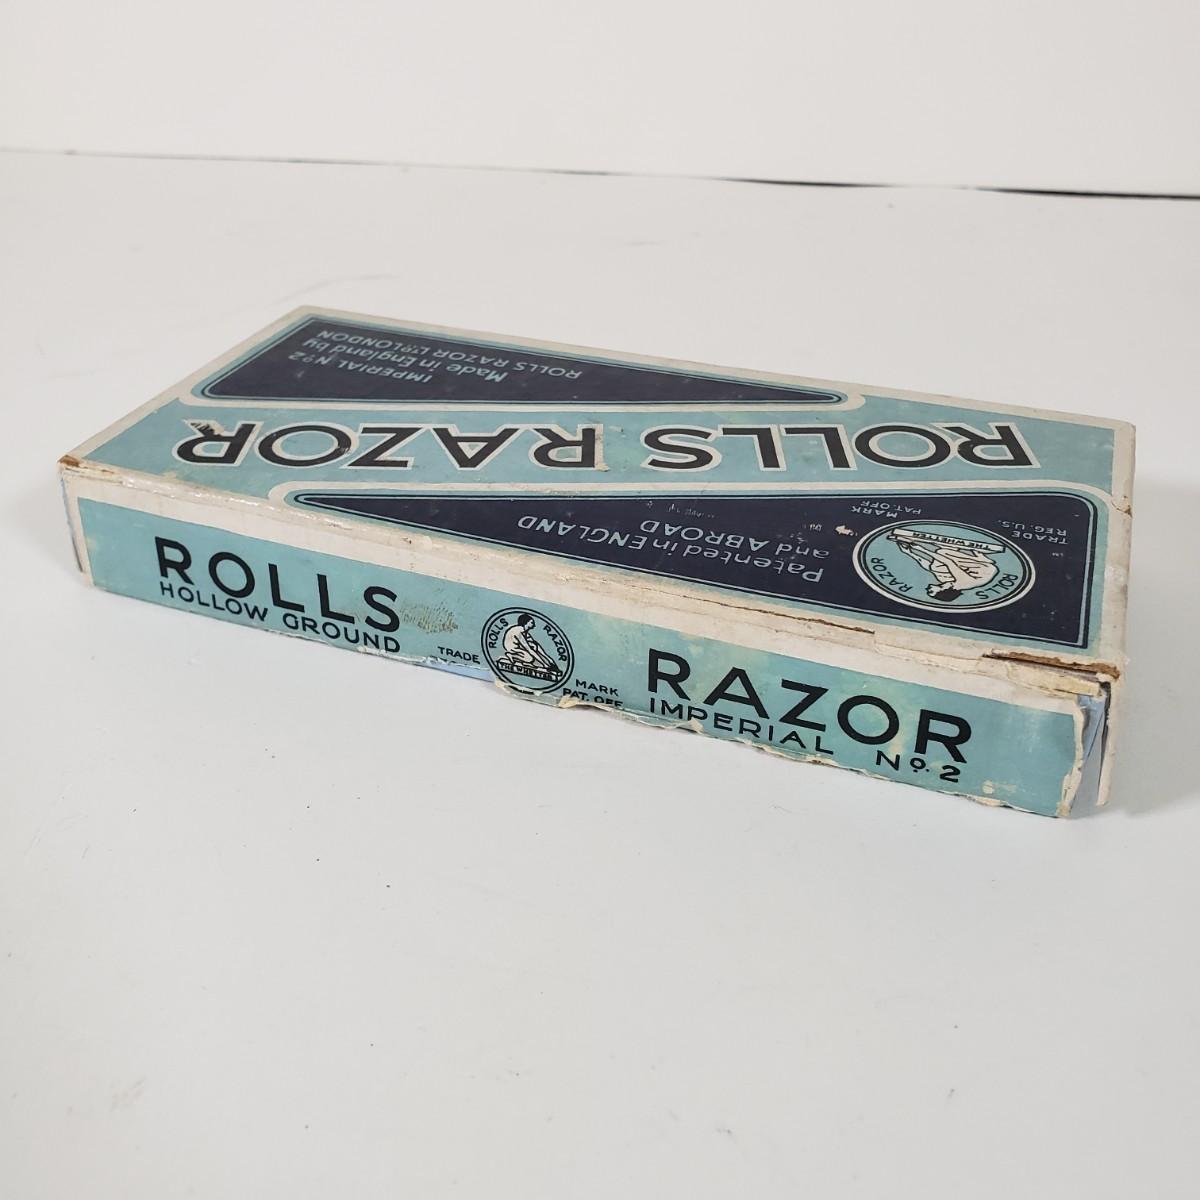 IMPERIAL Nº2
Made in England by
ROLLS RAZOR LTD LONDON
ROLLS RAZOR
Patented in ENGLAND
and ABROAD
TRADE
REG. U.S.
MARK
PAT. OFF.
ROLLS RAZOR
THE WHETTER
ROLLS
HOLLOW GROUND
TRADE
ROLLS RAZOR
THE WHETTER
MARK
PAT. OFF.
RAZOR
IMPERIAL Nº 2